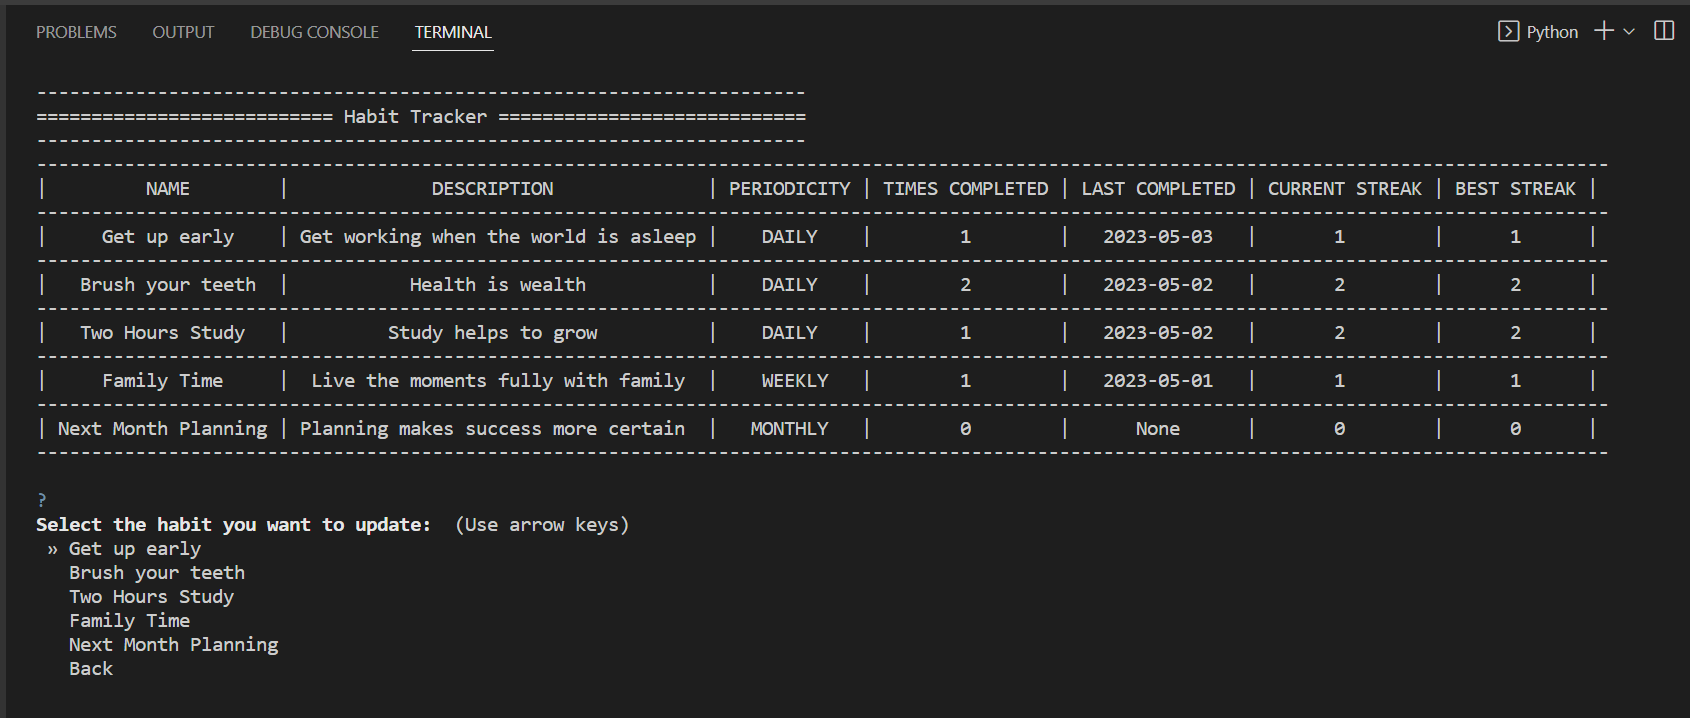 PROBLEMS OUTPUT DEBUG CONSOLE TERMINAL Python
----------------------------------------------------------------------
=========================== Habit Tracker ============================
----------------------------------------------------------------------
-----------------------------------------------------------------------------------------------------------------------------------------------
| NAME | DESCRIPTION | PERIODICITY | TIMES COMPLETED | LAST COMPLETED | CURRENT STREAK | BEST STREAK |
-----------------------------------------------------------------------------------------------------------------------------------------------
| Get up early | Get working when the world is asleep | DAILY | 1 | 2023-05-03 | 1 | 1 |
-----------------------------------------------------------------------------------------------------------------------------------------------
| Brush your teeth | Health is wealth | DAILY | 2 | 2023-05-02 | 2 | 2 |
-----------------------------------------------------------------------------------------------------------------------------------------------
| Two Hours Study | Study helps to grow | DAILY | 1 | 2023-05-02 | 2 | 2 |
-----------------------------------------------------------------------------------------------------------------------------------------------
| Family Time | Live the moments fully with family | WEEKLY | 1 | 2023-05-01 | 1 | 1 |
-----------------------------------------------------------------------------------------------------------------------------------------------
| Next Month Planning | Planning makes success more certain | MONTHLY | 0 | None | 0 | 0 |
-----------------------------------------------------------------------------------------------------------------------------------------------
?
Select the habit you want to update: (Use arrow keys)
» Get up early
Brush your teeth
Two Hours Study
Family Time
Next Month Planning
Back